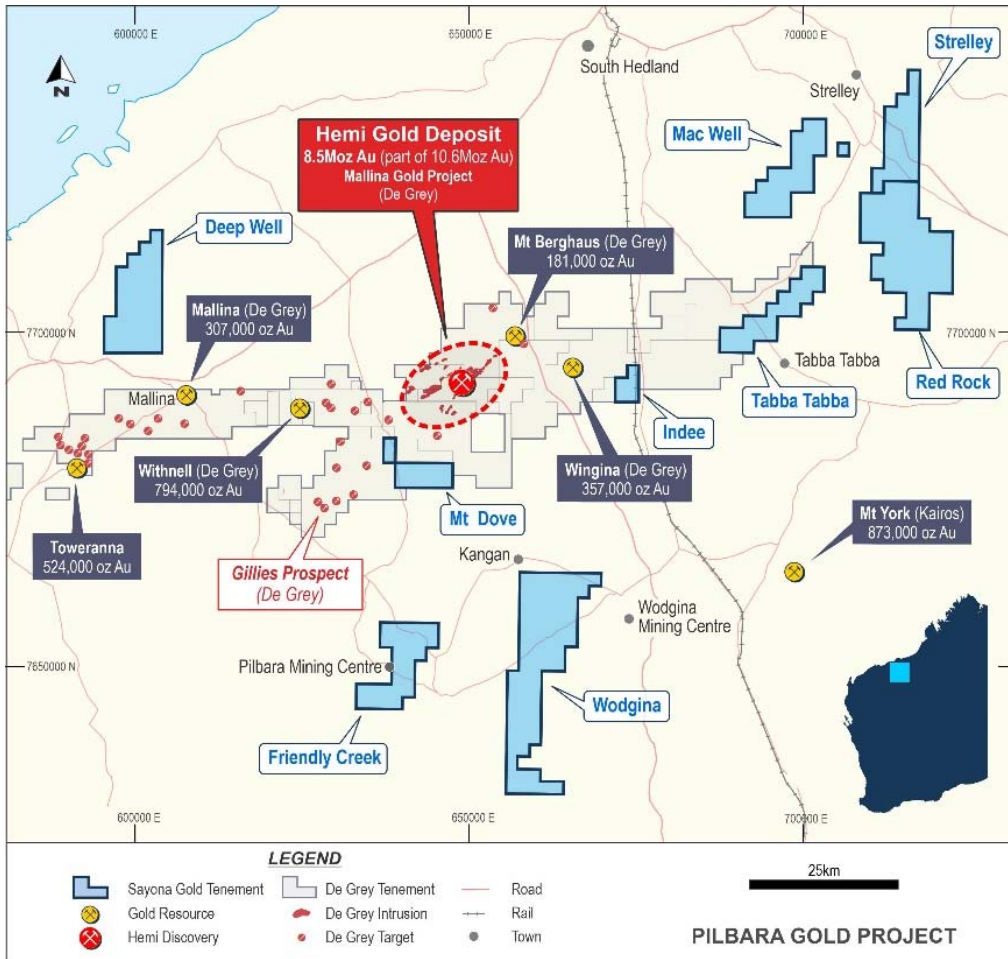 600000 E
650000 E
700000 E
N
South Hedland
Strelley
Strelley
Mac Well
Hemi Gold Deposit
8.5Moz Au (part of 10.6Moz Au)
Mallina Gold Project
(De Grey)
Deep Well
Mt Berghaus (De Grey)
181,000 oz Au
Mallina (De Grey)
307,000 oz Au
7700000 N
7700000 N
Tabba Tabba
Red Rock
Mallina
Tabba Tabba
Indee
Withnell (De Grey)
794,000 oz Au
Wingina (De Grey)
357,000 oz Au
Mt Dove
Mt York (Kairos)
873,000 oz Au
Toweranna
524,000 oz Au
Kangan
Gillies Prospect
(De Grey)
Wodgina
Mining Centre
7650000 N
Pilbara Mining Centre
Wodgina
Friendly Creek
600000 E
650000 E
700000 E
LEGEND
Sayona Gold Tenement
Gold Resource
Hemi Discovery
De Grey Tenement
De Grey Intrusion
De Grey Target
Road
Rail
Town
25km
PILBARA GOLD PROJECT